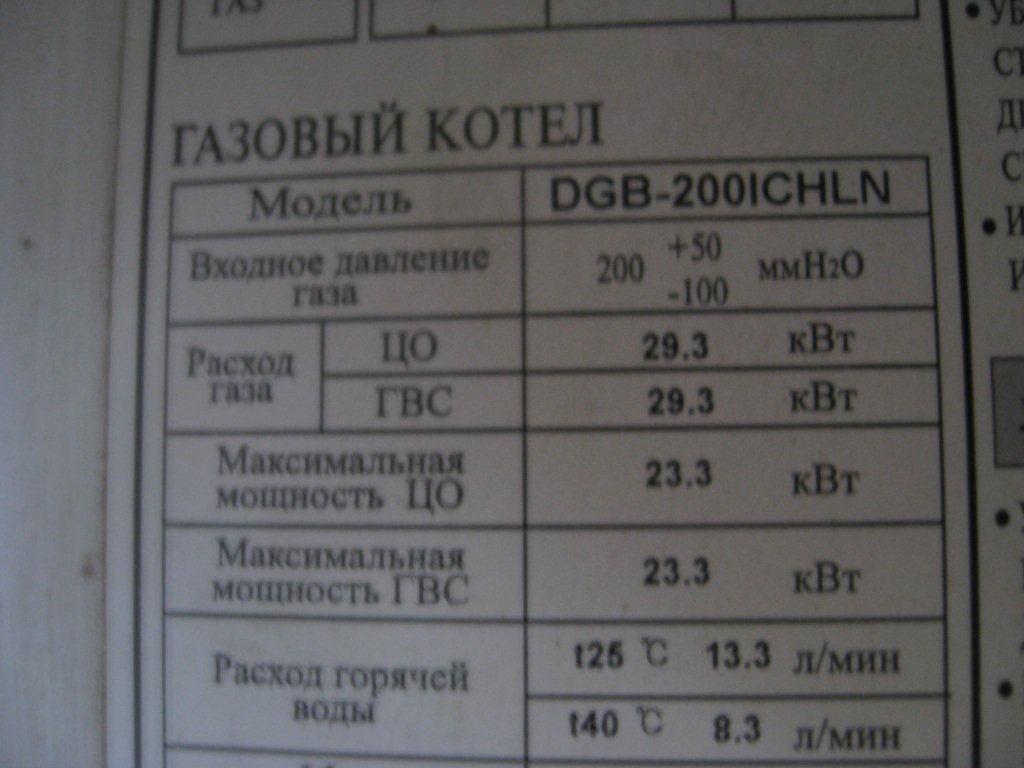 ГАЗ
ГАЗОВЫЙ КОТЕЛ
Модель DGB-200ICHLN
Входное давление газа 200 +50 -100 ммH2O
Расход газа ЦО 29.3 кВт
ГВС 29.3 кВт
Максимальная мощность ЦО 23.3 кВт
Максимальная мощность ГВС 23.3 кВт
Расход горячей воды t25 ℃ 13.3 л/мин
t40 ℃ 8.3 л/мин